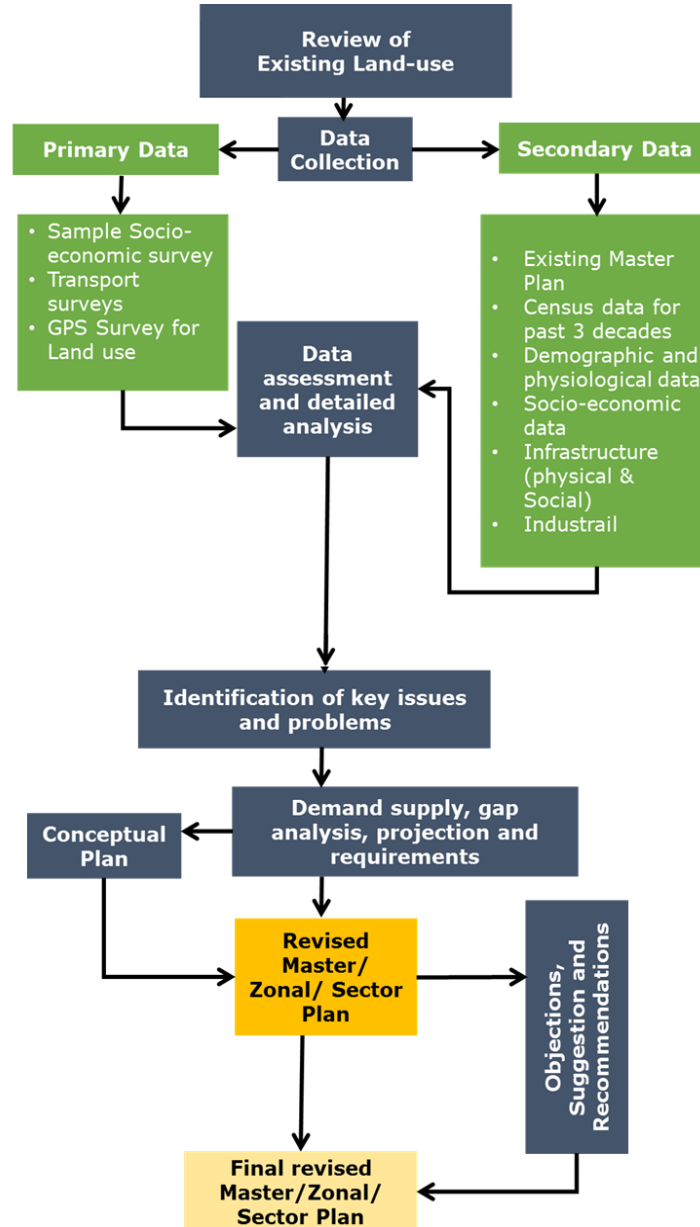 Review of
Existing Land-use
Data
Collection
Primary Data
Secondary Data
• Sample Socio-
economic survey
• Transport
surveys
• GPS Survey for
Land use
• Existing Master
Plan
• Census data for
past 3 decades
• Demographic and
physiological data
• Socio-economic
data
• Infrastructure
(physical &
Social)
• Industrail
Data
assessment
and detailed
analysis
Identification of key issues
and problems
Demand supply, gap
analysis, projection and
requirements
Conceptual
Plan
Revised
Master/
Zonal/ Sector
Plan
Objections,
Suggestion and
Recommendations
Final revised
Master/Zonal/
Sector Plan